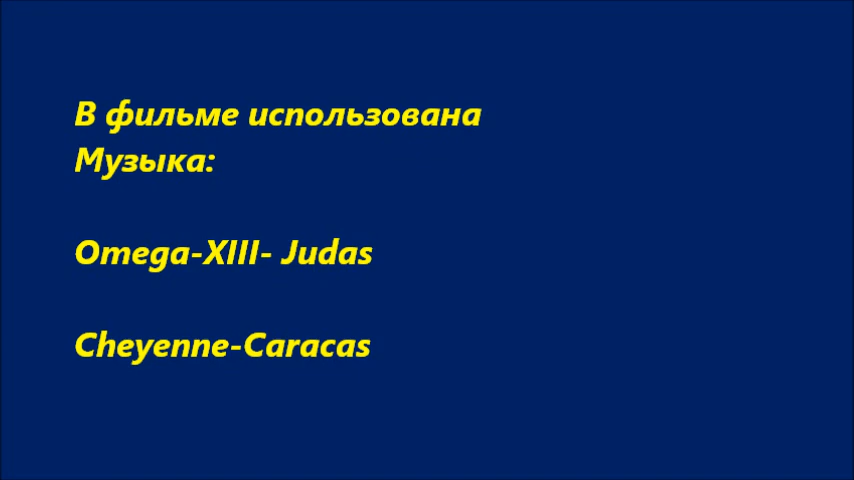 В фильме использована
Музыка:
Omega-XIII- Judas
Cheyenne-Caracas